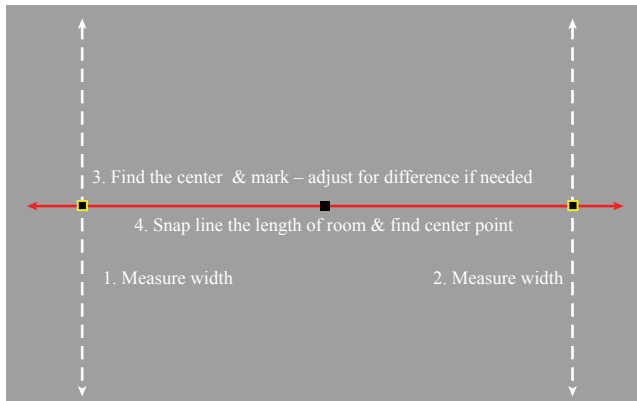 3. Find the center & mark – adjust for difference if needed
4. Snap line the length of room & find center point
1. Measure width
2. Measure width